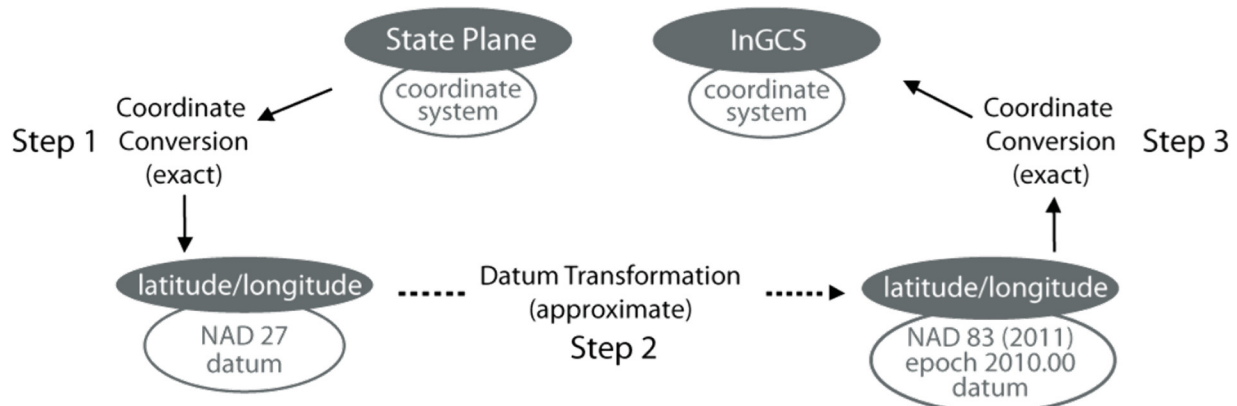 State Plane
coordinate
system
InGCS
coordinate
system
Step 1
Coordinate
Conversion
(exact)
Coordinate
Conversion
(exact)
Step 3
latitude/longitude
NAD 27
datum
Datum Transformation
(approximate)
Step 2
latitude/longitude
NAD 83 (2011)
epoch 2010.00
datum